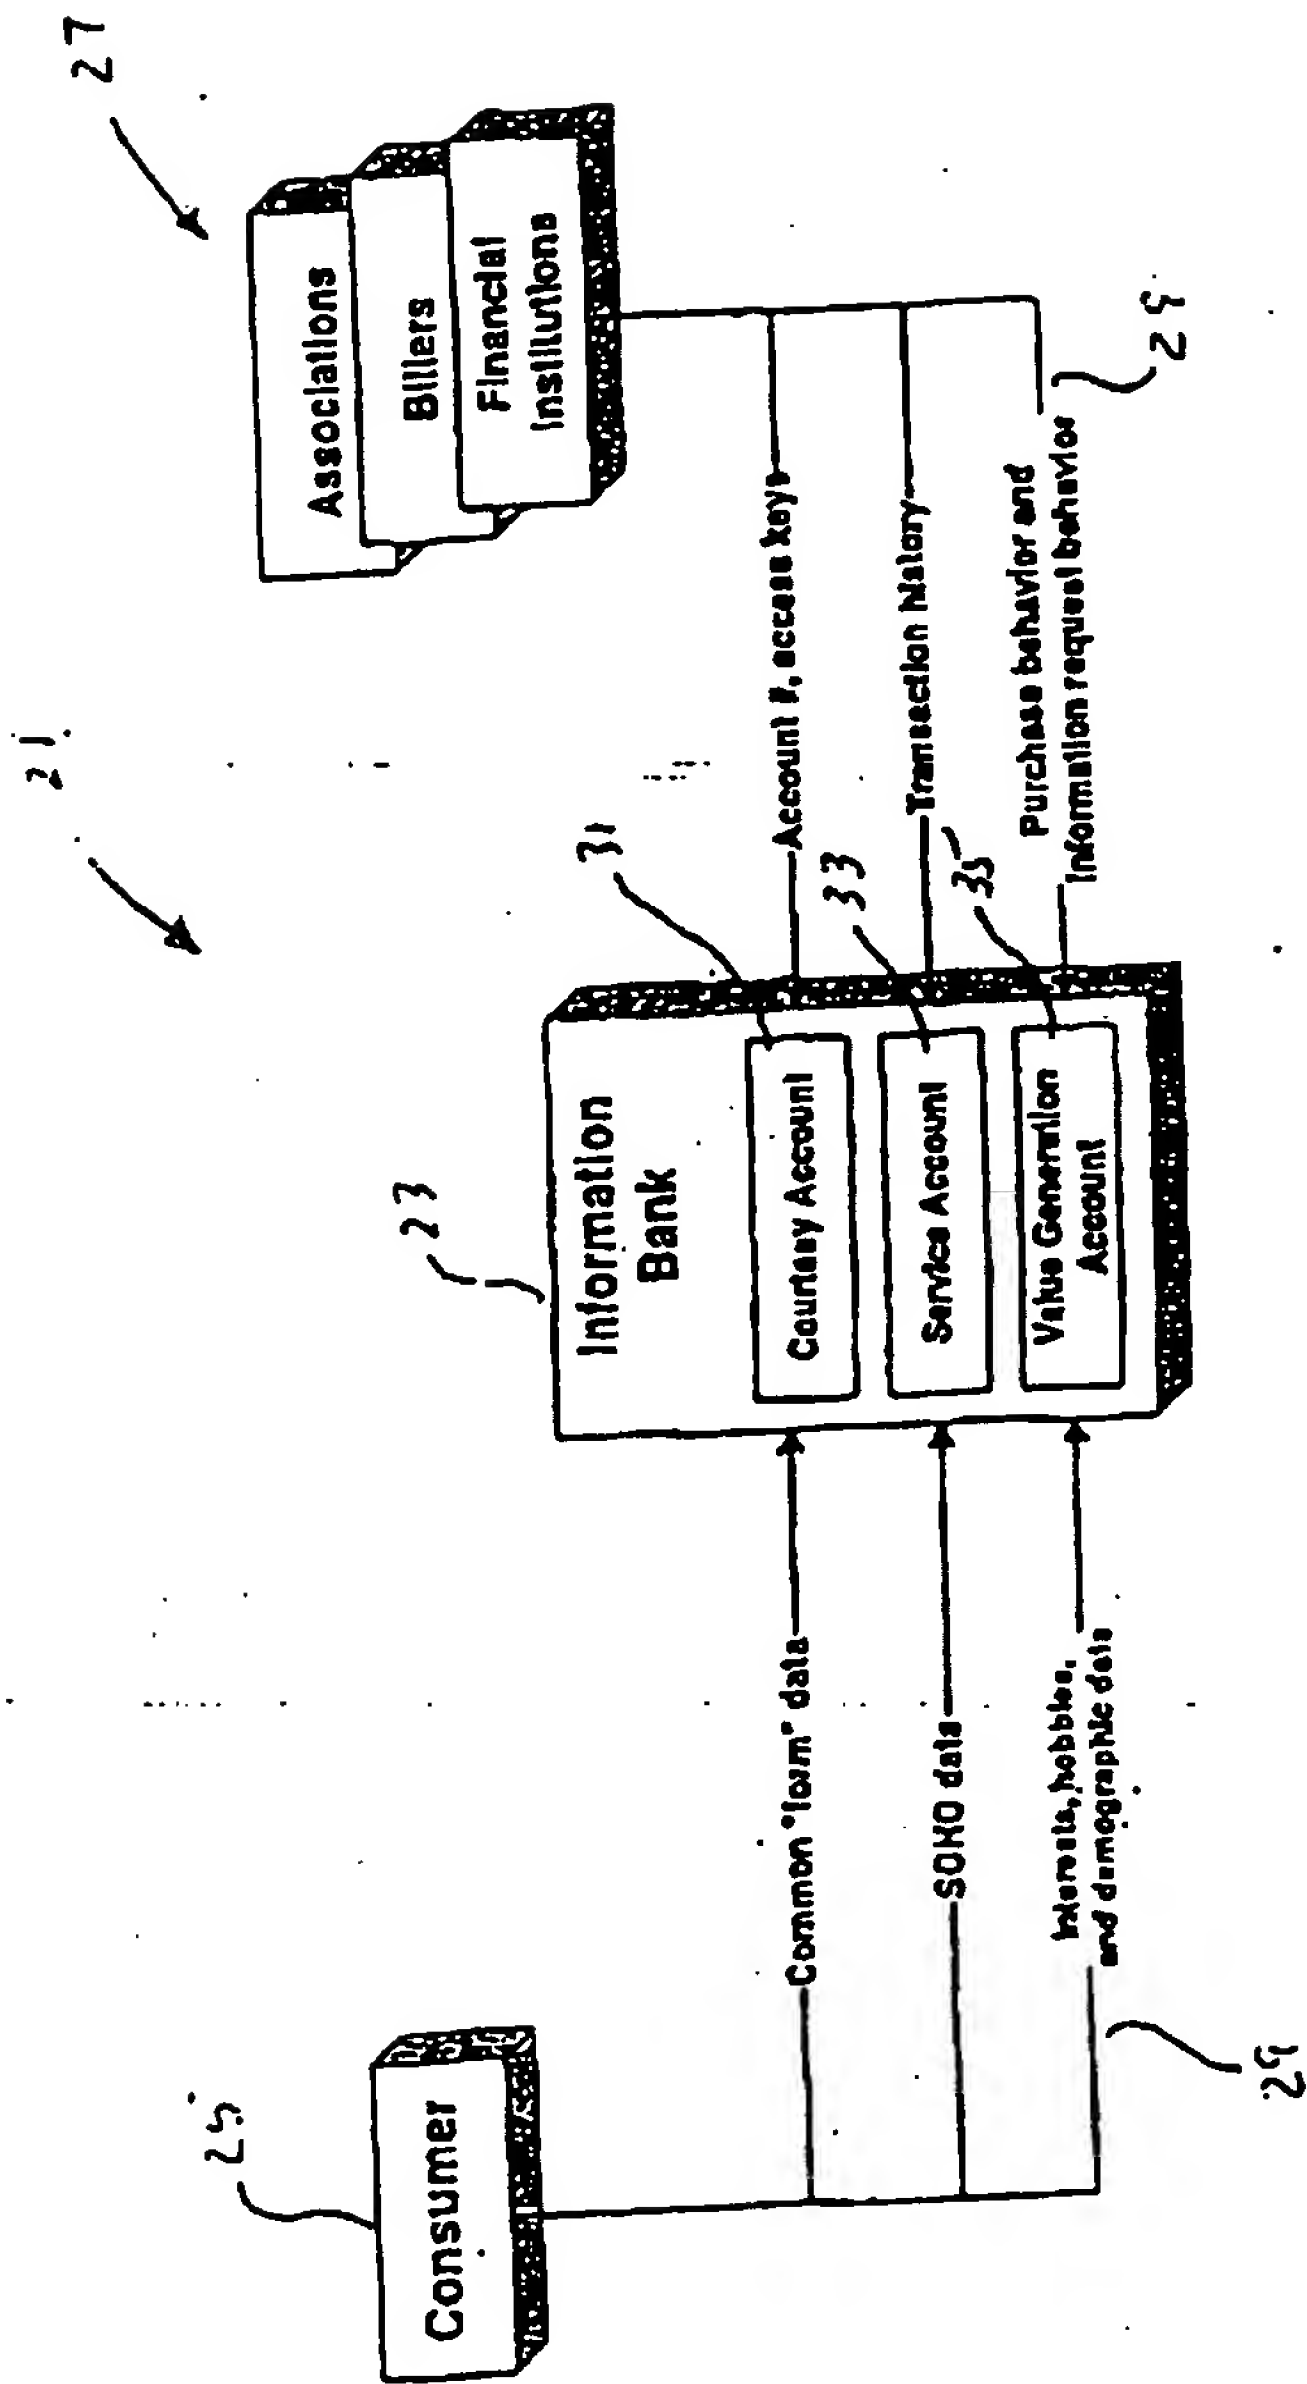 21
27
25
23
Associations
Billers
Financial
Institutions
Consumer
Information
Bank
31
Courtesy Account
33
Service Account
35
Value Generation
Account
Common "form" data
SOHO data
Interests, hobbies,
and demographic data
Account #, access keys
Transaction history
Purchase behavior and
Information request behavior
29
29